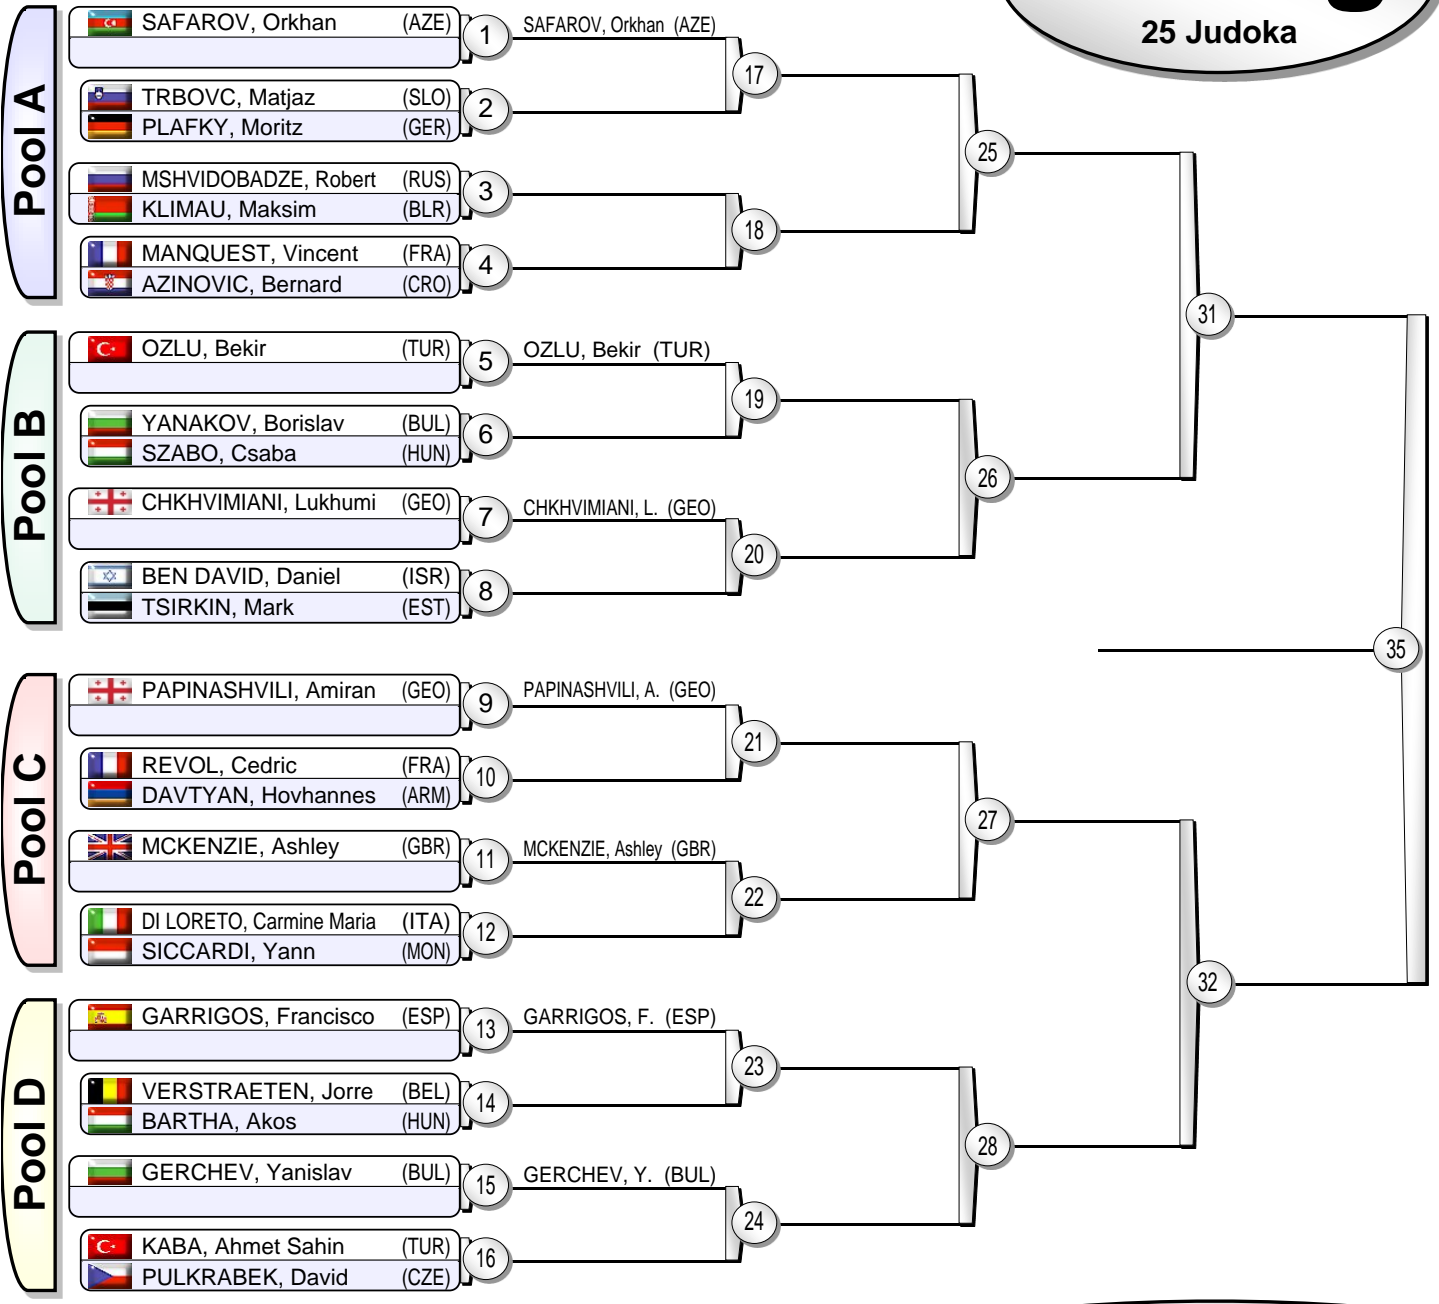 25 Judoka
Pool A
SAFAROV, Orkhan (AZE) 1 SAFAROV, Orkhan (AZE)
17
TRBOVC, Matjaz (SLO) 2
PLAFKY, Moritz (GER)
25
MSHVIDOBADZE, Robert (RUS) 3
KLIMAU, Maksim (BLR)
18
MANQUEST, Vincent (FRA) 4
AZINOVIC, Bernard (CRO)
31
Pool B
OZLU, Bekir (TUR) 5 OZLU, Bekir (TUR)
19
YANAKOV, Borislav (BUL) 6
SZABO, Csaba (HUN)
26
CHKHVIMIANI, Lukhumi (GEO) 7 CHKHVIMIANI, L. (GEO)
20
BEN DAVID, Daniel (ISR) 8
TSIRKIN, Mark (EST)
35
Pool C
PAPINASHVILI, Amiran (GEO) 9 PAPINASHVILI, A. (GEO)
21
REVOL, Cedric (FRA) 10
DAVTYAN, Hovhannes (ARM)
27
MCKENZIE, Ashley (GBR) 11 MCKENZIE, Ashley (GBR)
22
DI LORETO, Carmine Maria (ITA) 12
SICCARDI, Yann (MON)
32
Pool D
GARRIGOS, Francisco (ESP) 13 GARRIGOS, F. (ESP)
23
VERSTRAETEN, Jorre (BEL) 14
BARTHA, Akos (HUN)
28
GERCHEV, Yanislav (BUL) 15 GERCHEV, Y. (BUL)
24
KABA, Ahmet Sahin (TUR) 16
PULKRABEK, David (CZE)